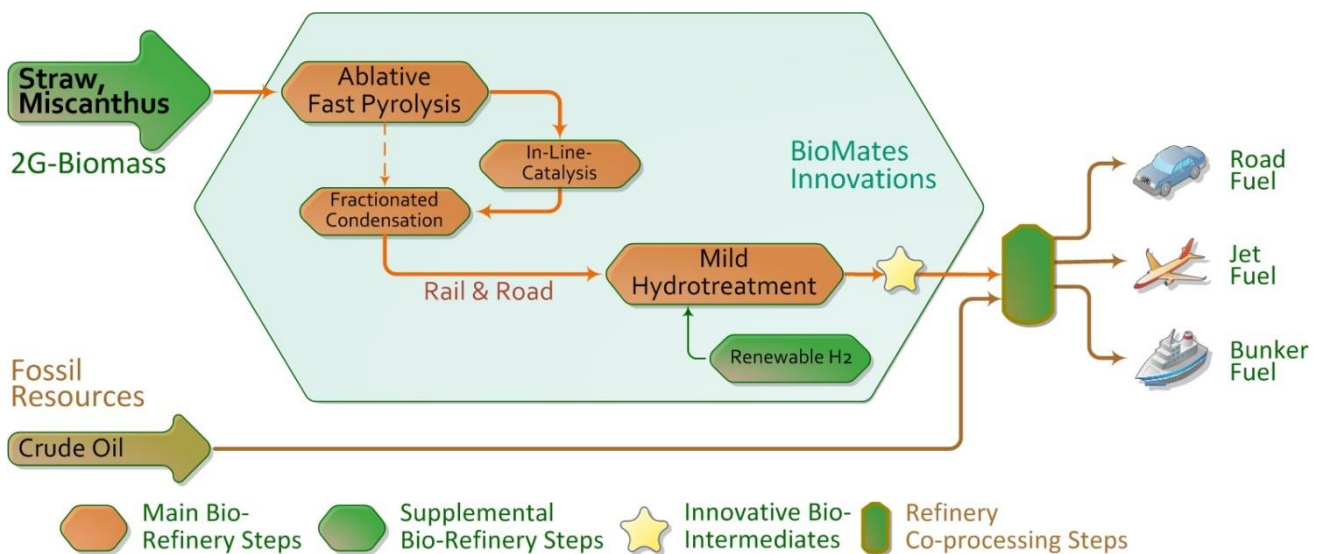 Straw,
Miscanthus
2G-Biomass
Ablative
Fast Pyrolysis
In-Line-
Catalysis
Fractionated
Condensation
BioMates
Innovations
Rail & Road
Mild
Hydrotreatment
Renewable H2
Road
Fuel
Jet
Fuel
Bunker
Fuel
Fossil
Resources
Crude Oil
Main Bio-
Refinery Steps
Supplemental
Bio-Refinery Steps
Innovative Bio-
Intermediates
Refinery
Co-processing Steps